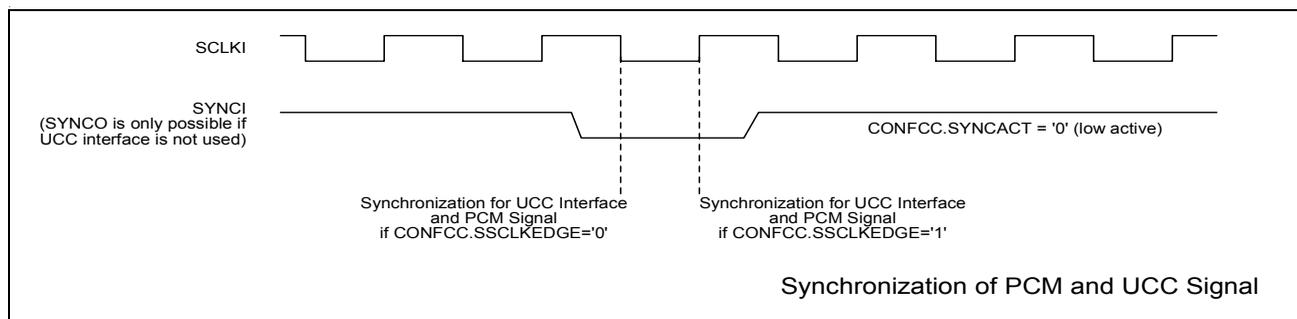 SCLKI
SYNCI
(SYNCO is only possible if
UCC interface is not used)
CONFCC.SYNCACT = '0' (low active)
Synchronization for UCC Interface
and PCM Signal
if CONFCC.SSCLKEDGE='0'
Synchronization for UCC Interface
and PCM Signal
if CONFCC.SSCLKEDGE='1'
Synchronization of PCM and UCC Signal